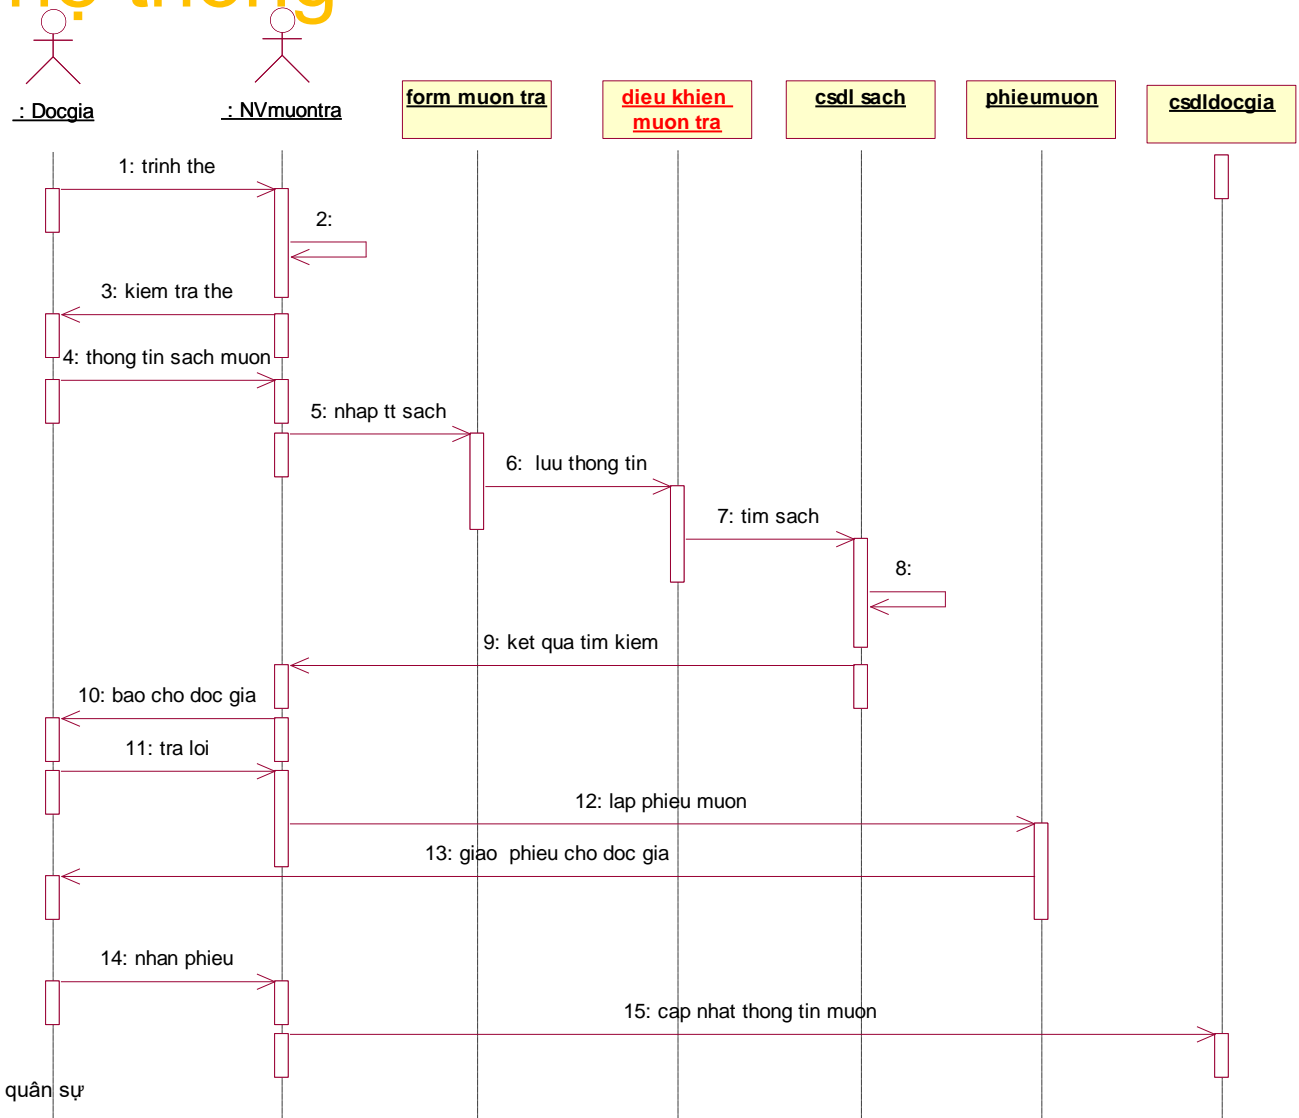 hệ thống
: Docgia
: NVmuontra
form muon tra
dieu khien
muon tra
csdl sach
phieumuon
csdldocgia
1: trinh the
2:
3: kiem tra the
4: thong tin sach muon
5: nhap tt sach
6: luu thong tin
7: tim sach
8:
9: ket qua tim kiem
10: bao cho doc gia
11: tra loi
12: lap phieu muon
13: giao phieu cho doc gia
14: nhan phieu
15: cap nhat thong tin muon
quân sự